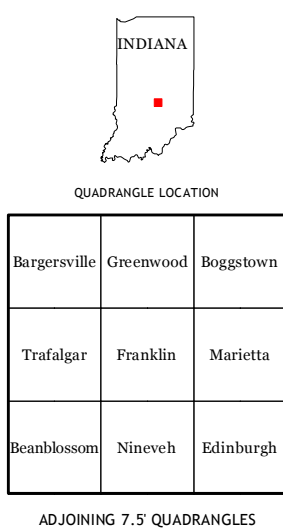 INDIANA
QUADRANGLE LOCATION
Bargersville Greenwood Boggstown
Trafalgar Franklin Marietta
Beanblossom Nineveh Edinburgh
ADJOINING 7.5' QUADRANGLES